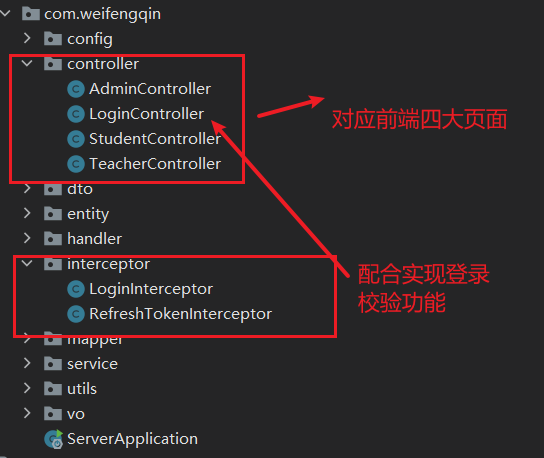 com.weifengqin
config
controller
AdminController
LoginController
StudentController
TeacherController
对应前端四大页面
dto
entity
handler
interceptor
LoginInterceptor
RefreshTokenInterceptor
配合实现登录
校验功能
mapper
service
utils
vo
ServerApplication